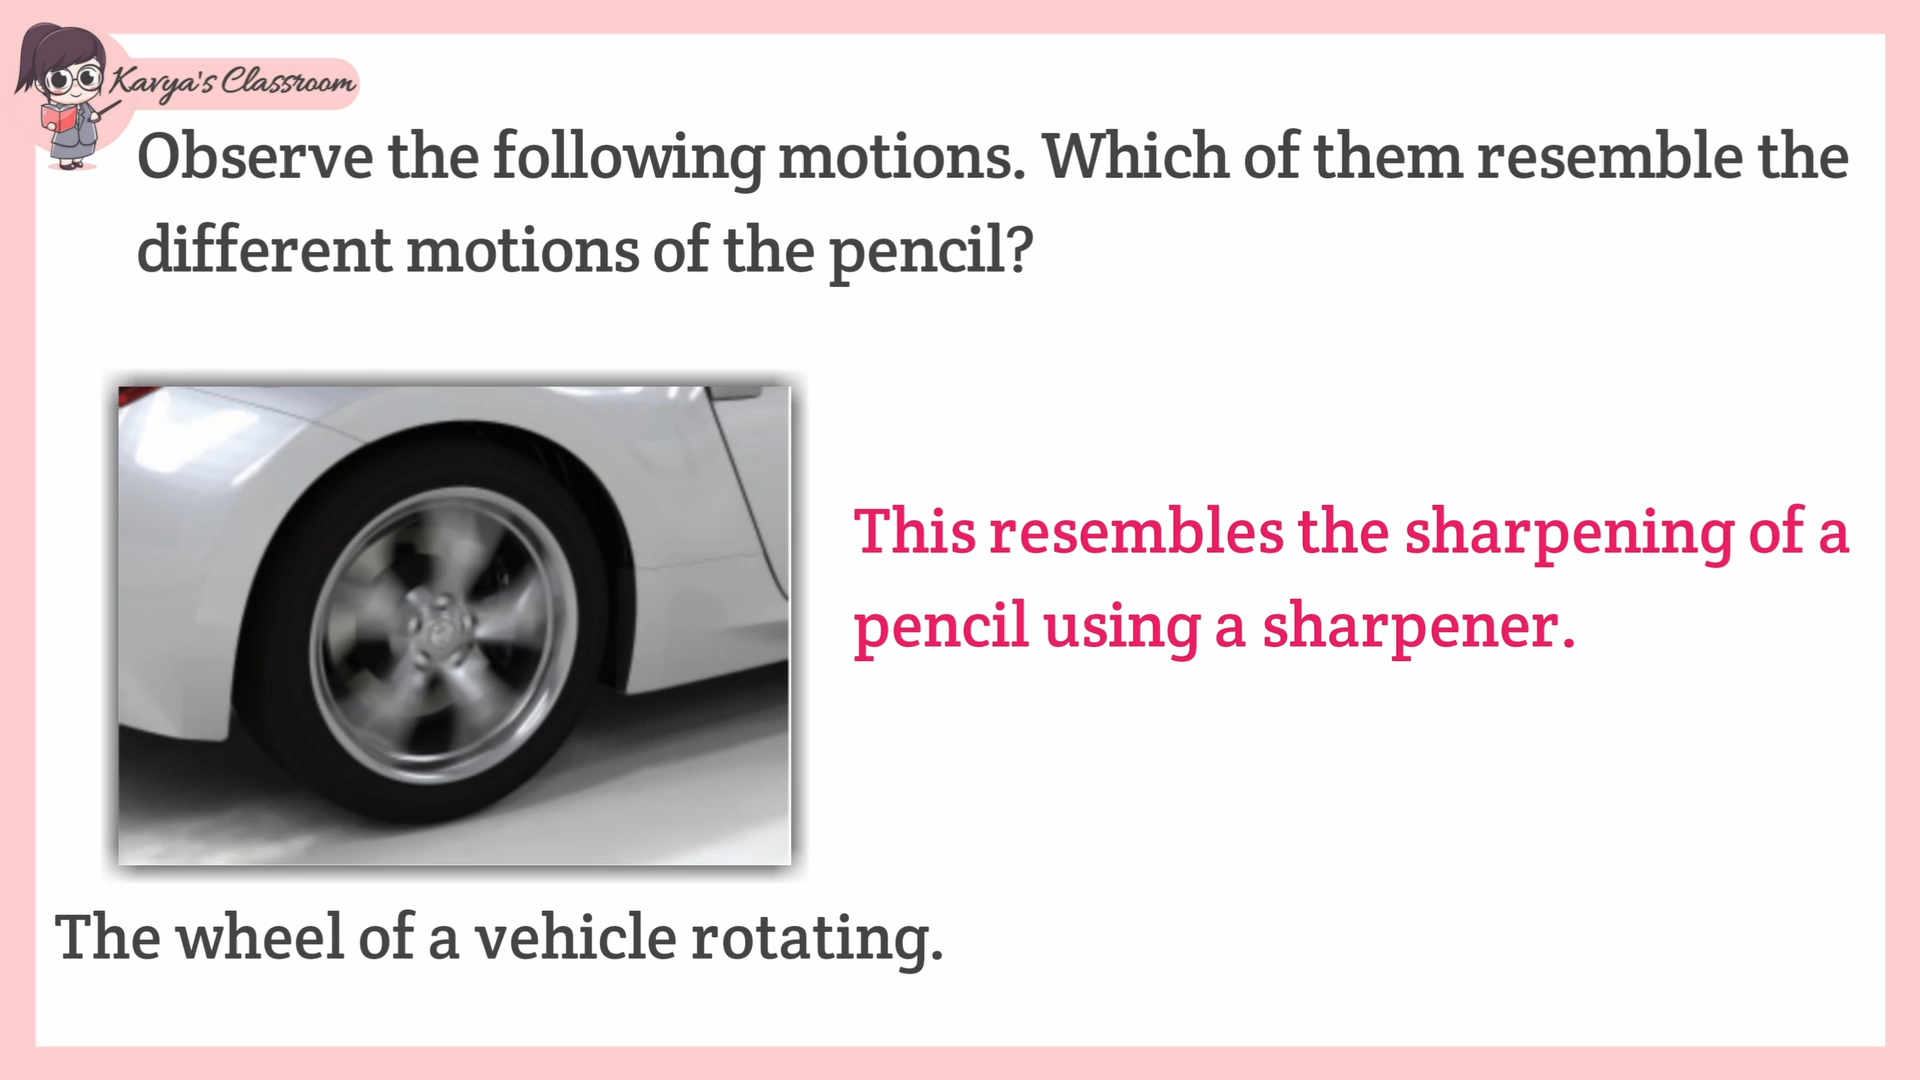 Kavya's Classroom
Observe the following motions. Which of them resemble the
different motions of the pencil?
This resembles the sharpening of a
pencil using a sharpener.
The wheel of a vehicle rotating.